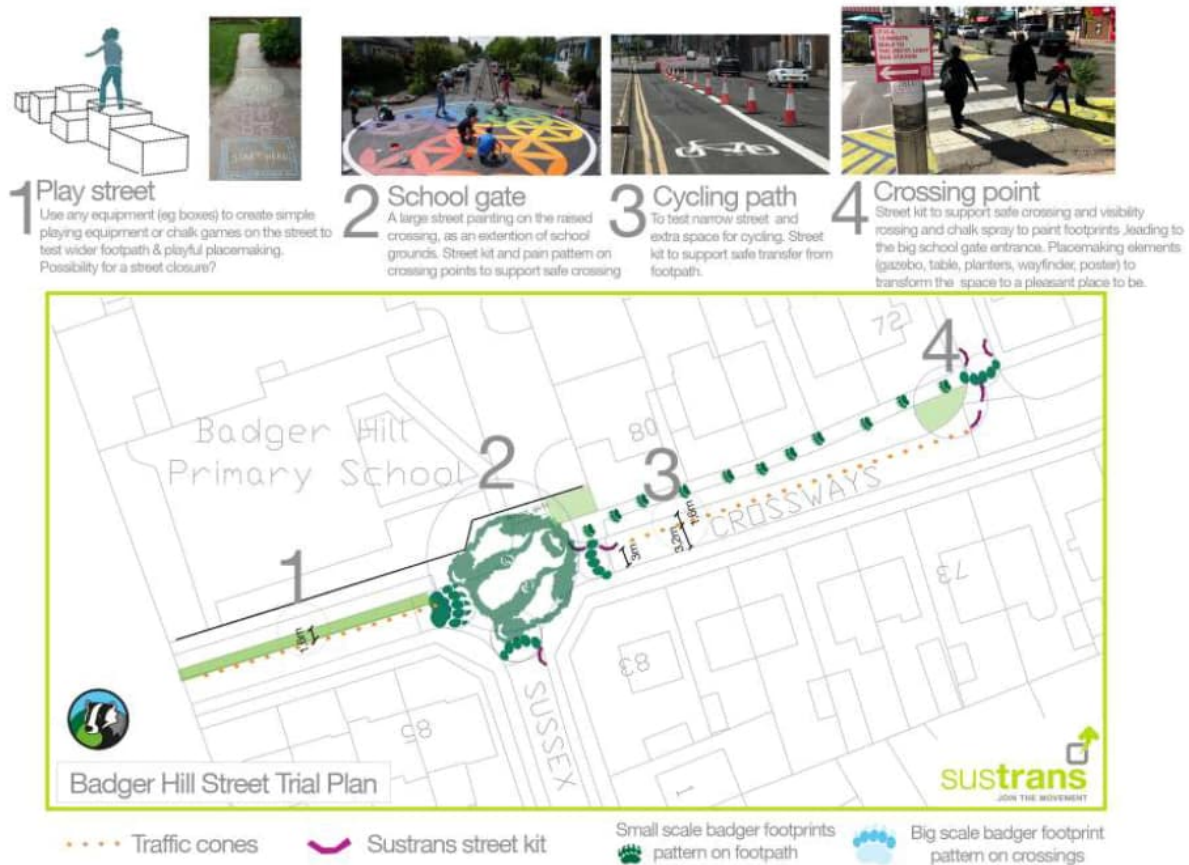 1 Play street
Use any equipment (eg boxes) to create simple
playing equipment or chalk games on the street to
test wider footpath & playful placemaking.
Possibility for a street closure?
START HERE
2 School gate
A large street painting on the raised
crossing, as an extention of school
grounds. Street kit and pain pattern on
crossing points to support safe crossing
3 Cycling path
To test narrow street and
extra space for cycling. Street
kit to support safe transfer from
footpath.
WALK TO
4 Crossing point
Street kit to support safe crossing and visibility
rossing and chalk spray to paint footprints ,leading to
the big school gate entrance. Placemaking elements
(gazebo, table, planters, wayfinder, poster) to
transform the space to a pleasant place to be.
72
4
Badger Hill
Primary School
2
80
3
CROSSWAYS
1.6m
3.2m
3m
73
1
83
SUSSEX
85
1
Badger Hill Street Trial Plan
sustrans
JOIN THE MOVEMENT
Traffic cones
Sustrans street kit
Small scale badger footprints
pattern on footpath
Big scale badger footprint
pattern on crossings